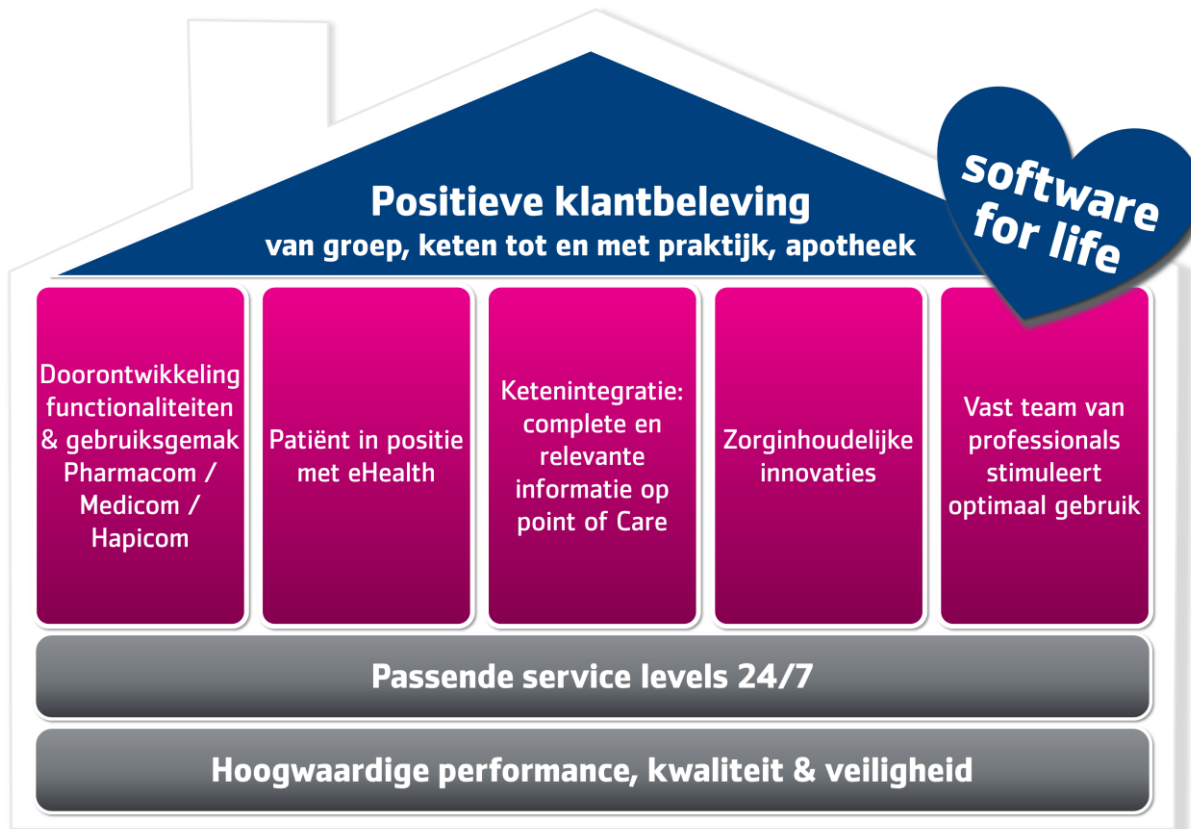 Positieve klantbeleving
van groep, keten tot en met praktijk, apotheek
software
for life
Doorontwikkeling
functionaliteiten
& gebruiksgemak
Pharmacom /
Medicom /
Hapicom
Patiënt in positie
met eHealth
Ketenintegratie:
complete en
relevante
informatie op
point of Care
Zorginhoudelijke
innovaties
Vast team van
professionals
stimuleert
optimaal gebruik
Passende service levels 24/7
Hoogwaardige performance, kwaliteit & veiligheid